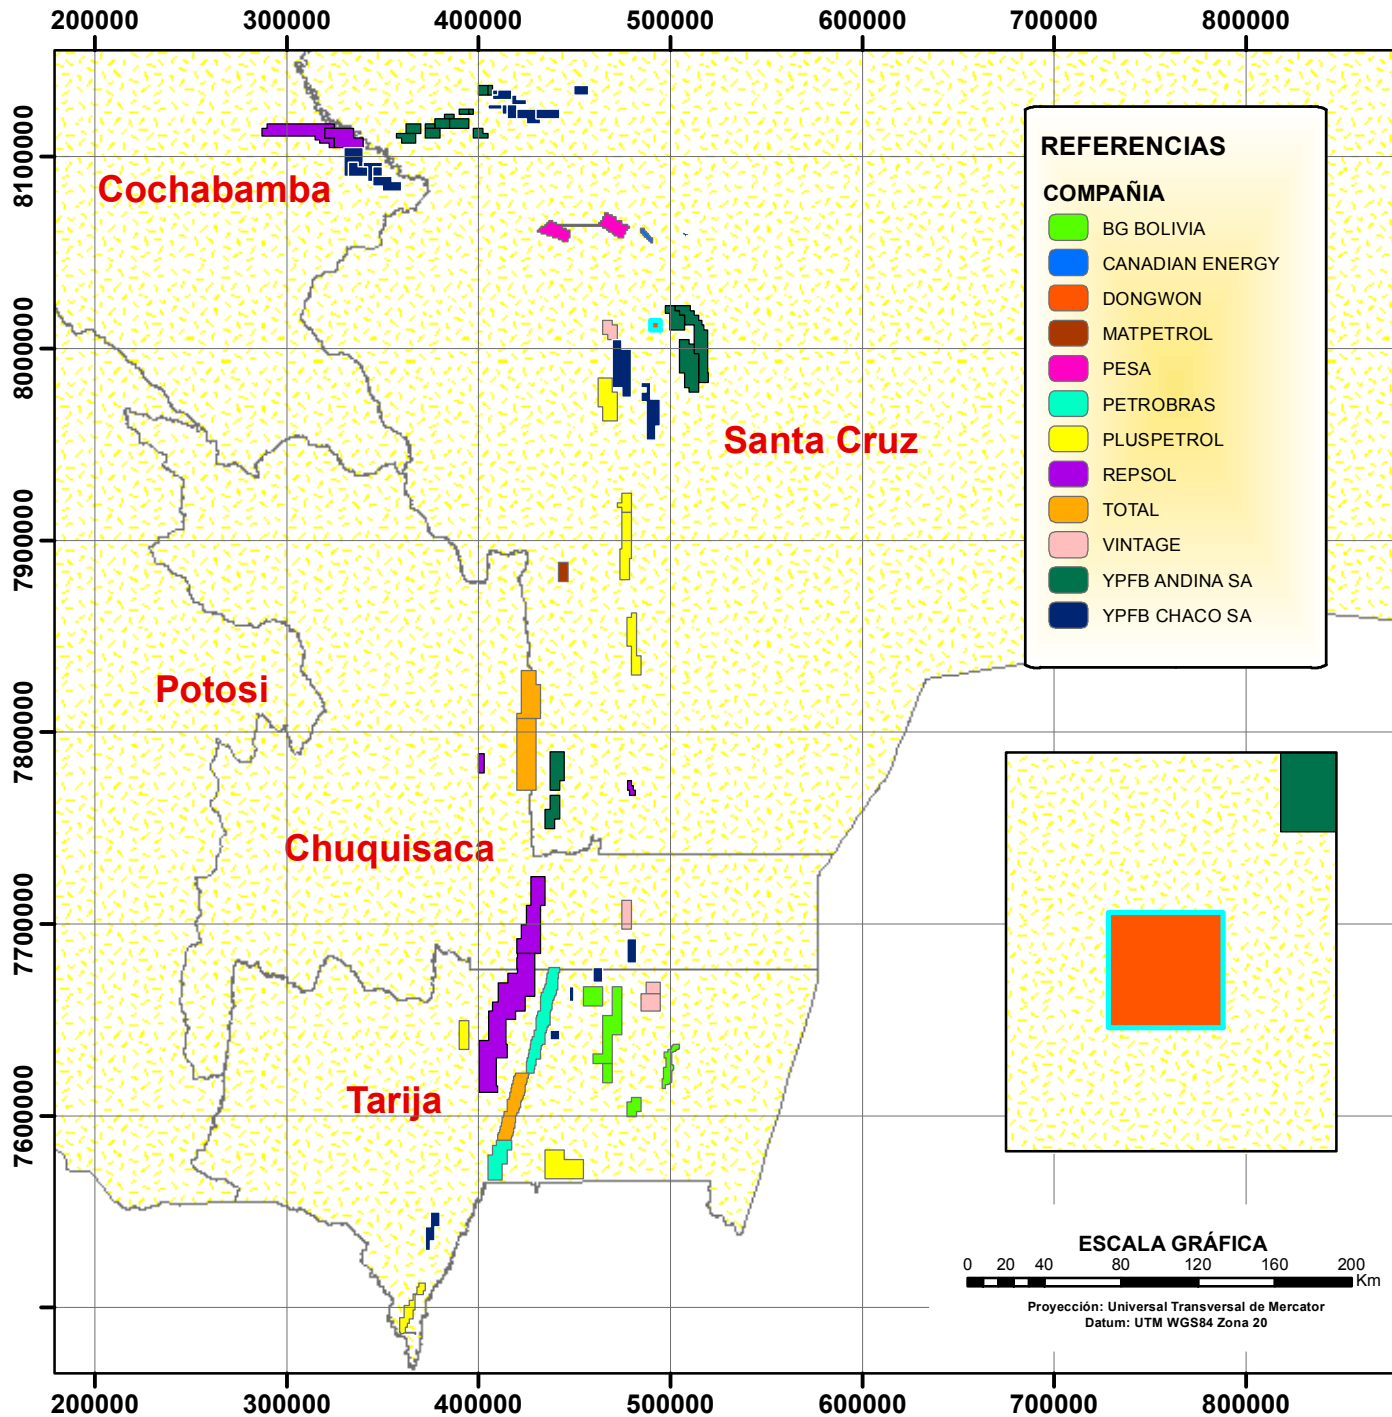 200000 300000 400000 500000 600000 700000 800000
8100000
8000000
7900000
7800000
7700000
7600000
Cochabamba
Santa Cruz
Potosi
Chuquisaca
Tarija
REFERENCIAS
COMPAÑIA
BG BOLIVIA
CANADIAN ENERGY
DONGWON
MATPETROL
PESA
PETROBRAS
PLUSPETROL
REPSOL
TOTAL
VINTAGE
YPFB ANDINA SA
YPFB CHACO SA
ESCALA GRÁFICA
0 20 40 80 120 160 200
Km
Proyección: Universal Transversal de Mercator
Datum: UTM WGS84 Zona 20
200000 300000 400000 500000 600000 700000 800000